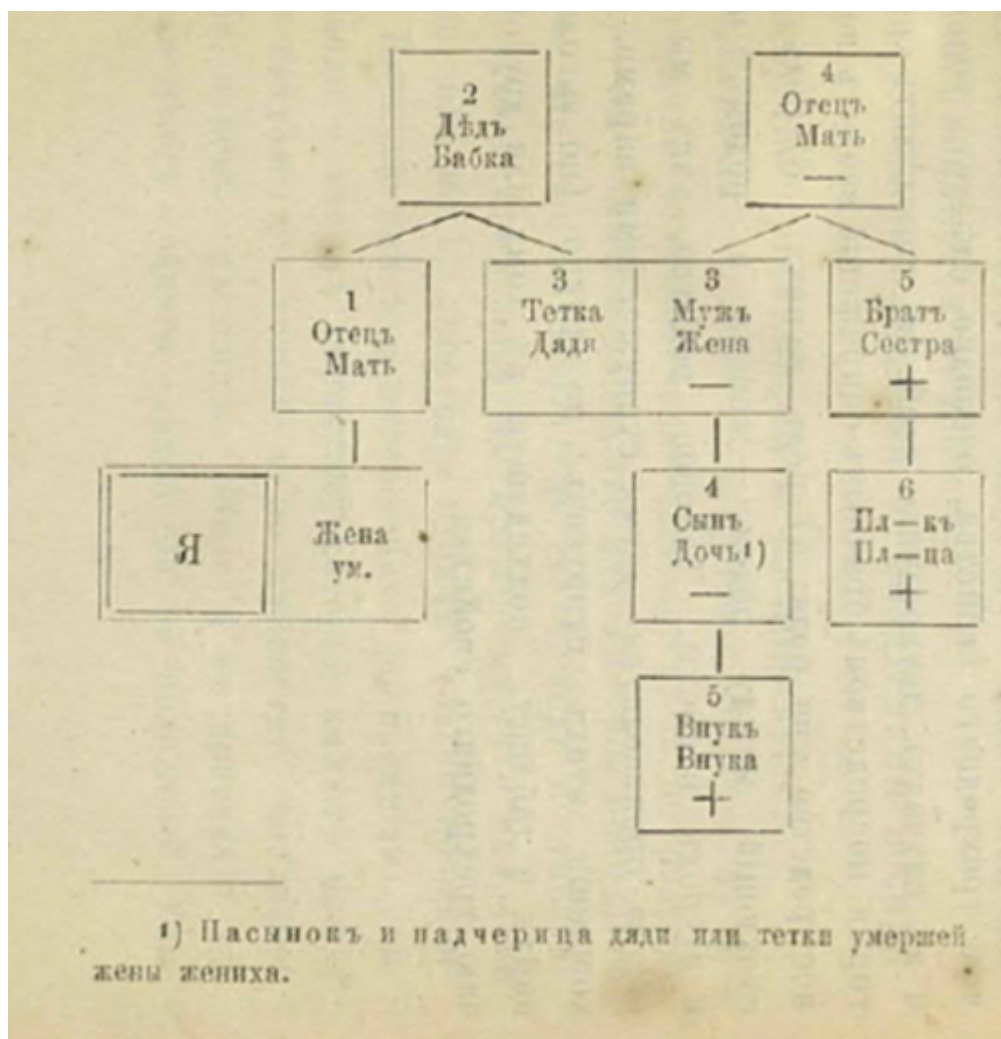 2
Дѣдъ
Бабка
4
Отецъ
Мать
—
1
Отецъ
Мать
3
Тетка
Дядя
3
Мужъ
Жена
—
5
Братъ
Сестра
+
Я
Жена
ум.
4
Сынъ
Дочь¹)
—
6
Пл—къ
Пл—ца
+
5
Внукъ
Внука
+
¹) Пасынокъ и падчерица дяди или тетки умершей
жены жениха.